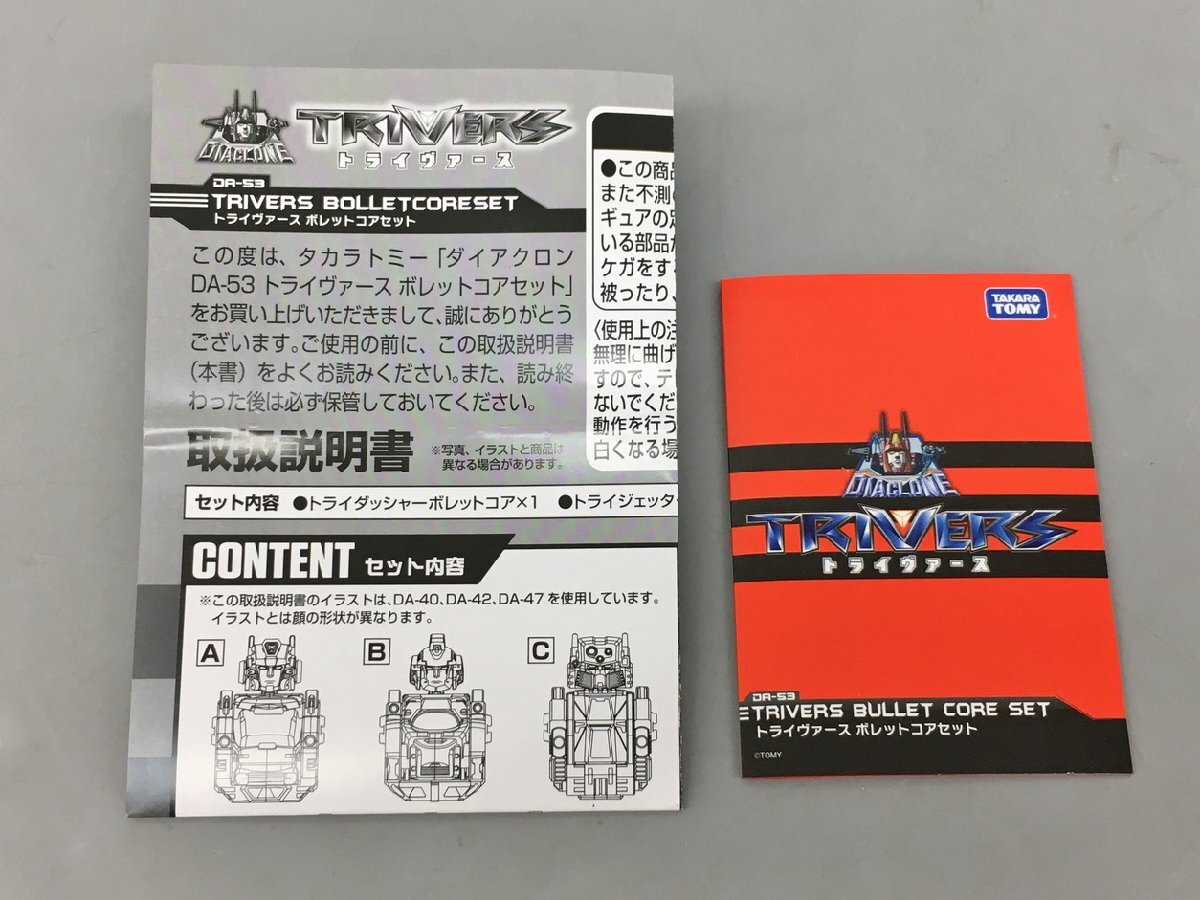 DIACLONE
TRIVERS
トライヴァース
DA-53
TRIVERS BOLLETCORESET
トライヴァース ボレットコアセット
この度は、タカラトミー「ダイアクロン
DA-53 トライヴァース ボレットコアセット」
をお買い上げいただきまして、誠にありがとう
ございます。ご使用の前に、この取扱説明書
(本書)をよくお読みください。また、読み終
わった後は必ず保管しておいてください。
取扱説明書
※写真、イラストと商品は
異なる場合があります。
●この商品
また不測の
ギュアの定
いる部品が
ケガをする
被ったり、
〈使用上の注
無理に曲げ
すので、テ
ないでくだ
動作を行う
白くなる場
セット内容 ●トライダッシャーボレットコア×1 ●トライジェッター
CONTENT セット内容
※この取扱説明書のイラストは、DA-40、DA-42、DA-47を使用しています。
イラストとは顔の形状が異なります。
A B C
TAKARA
TOMY
DIACLONE
TRIVERS
トライヴァース
DA-53
TRIVERS BULLET CORE SET
トライヴァース ボレットコアセット
©TOMY